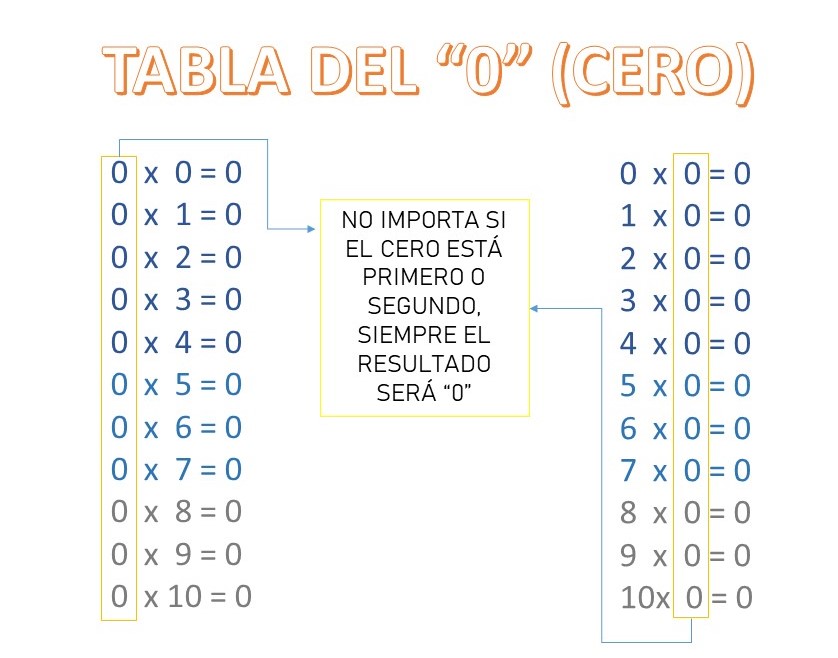 TABLA DEL “0” (CERO)
0 x 0 = 0
0 x 1 = 0
0 x 2 = 0
0 x 3 = 0
0 x 4 = 0
0 x 5 = 0
0 x 6 = 0
0 x 7 = 0
0 x 8 = 0
0 x 9 = 0
0 x 10 = 0
NO IMPORTA SI
EL CERO ESTÁ
PRIMERO O
SEGUNDO,
SIEMPRE EL
RESULTADO
SERÁ “0”
0 x 0 = 0
1 x 0 = 0
2 x 0 = 0
3 x 0 = 0
4 x 0 = 0
5 x 0 = 0
6 x 0 = 0
7 x 0 = 0
8 x 0 = 0
9 x 0 = 0
10x 0 = 0